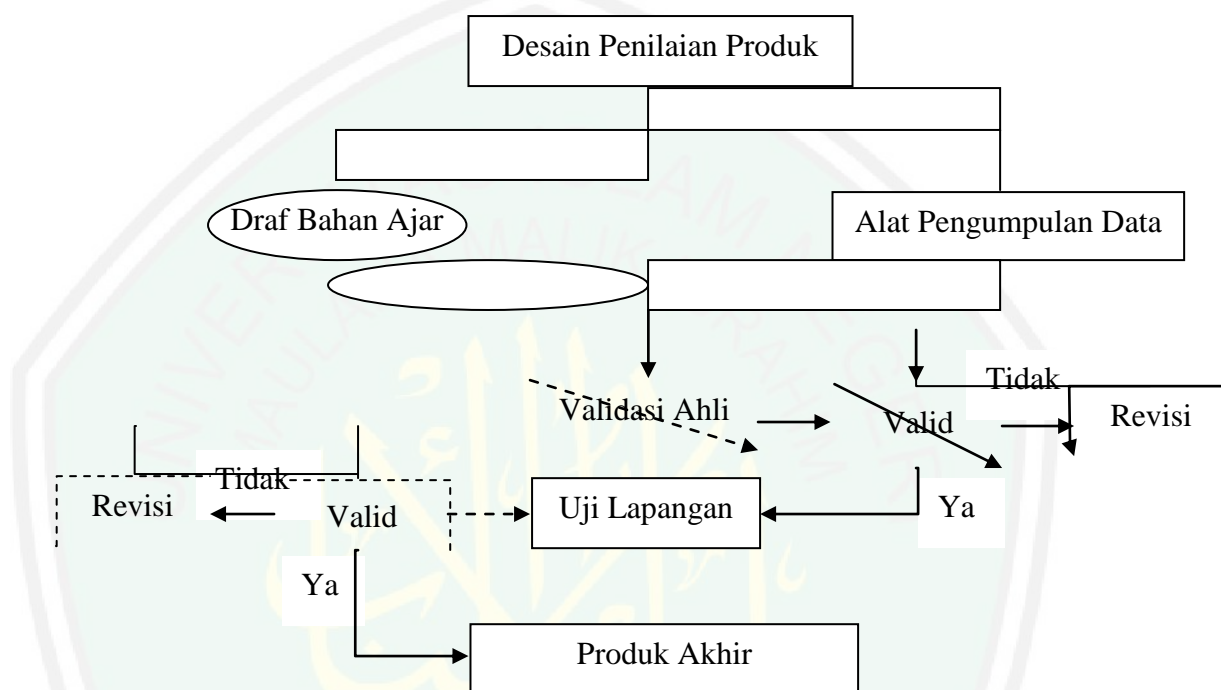 Desain Penilaian Produk
Draf Bahan Ajar
Alat Pengumpulan Data
Tidak
Validasi Ahli
Valid
Revisi
Tidak
Revisi
Valid
Uji Lapangan
Ya
Ya
Produk Akhir